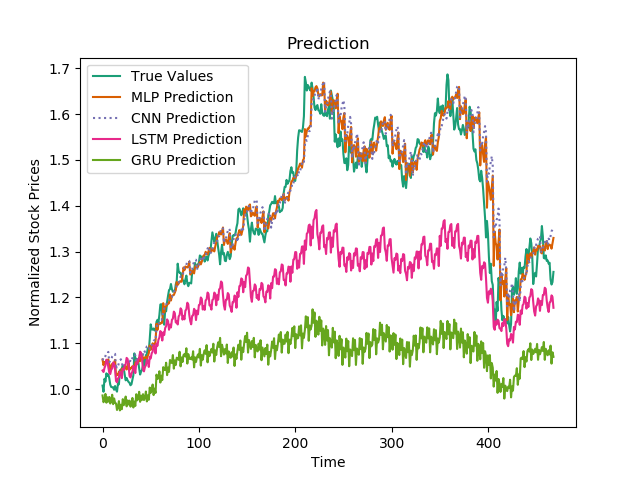 Prediction
True Values
MLP Prediction
CNN Prediction
LSTM Prediction
GRU Prediction
Normalized Stock Prices
1.7
1.6
1.5
1.4
1.3
1.2
1.1
1.0
0
100
200
300
400
Time